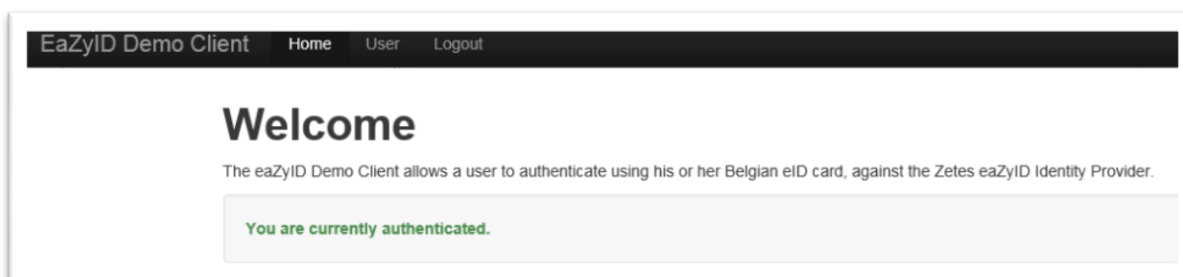 EaZyID Demo Client Home User Logout
Welcome
The eaZyID Demo Client allows a user to authenticate using his or her Belgian eID card, against the Zetes eaZyID Identity Provider.
You are currently authenticated.